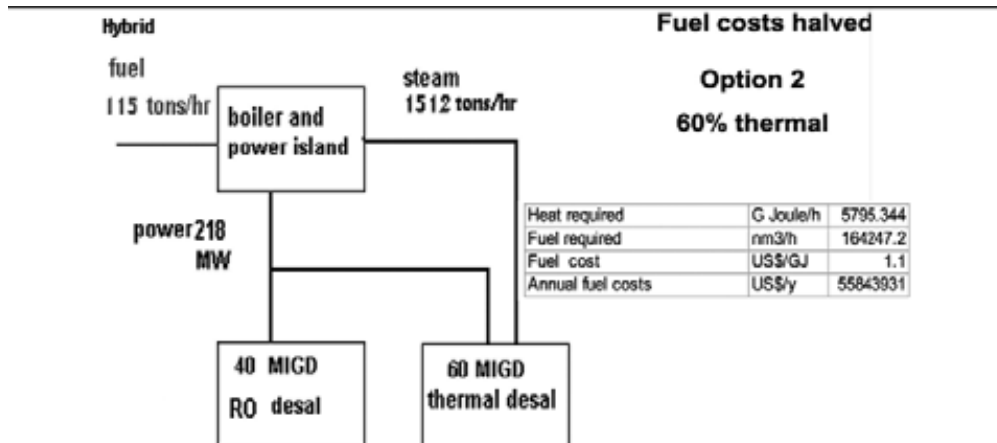 Hybrid
Fuel costs halved
fuel
115 tons/hr
steam
1512 tons/hr
Option 2
60% thermal
boiler and
power island
power218
MW
Heat required G Joule/h 5795.344
Fuel required nm3/h 164247.2
Fuel cost US$/GJ 1.1
Annual fuel costs US$/y 55843931
40 MIGD
RO desal
60 MIGD
thermal desal